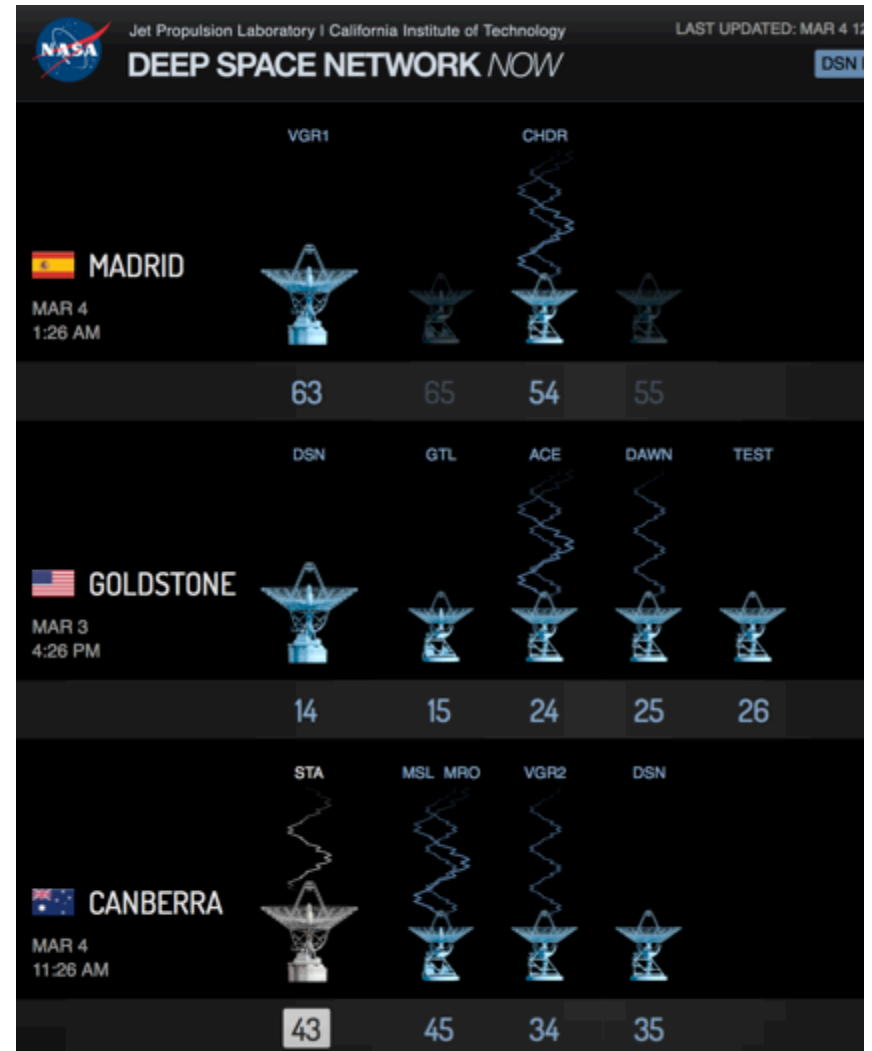 NASA
Jet Propulsion Laboratory | California Institute of Technology
LAST UPDATED: MAR 4 12
DEEP SPACE NETWORK NOW
DSN
VGR1 CHDR
MADRID
MAR 4
1:26 AM
63 65 54 55
DSN GTL ACE DAWN TEST
GOLDSTONE
MAR 3
4:26 PM
14 15 24 25 26
STA MSL MRO VGR2 DSN
CANBERRA
MAR 4
11:26 AM
43 45 34 35